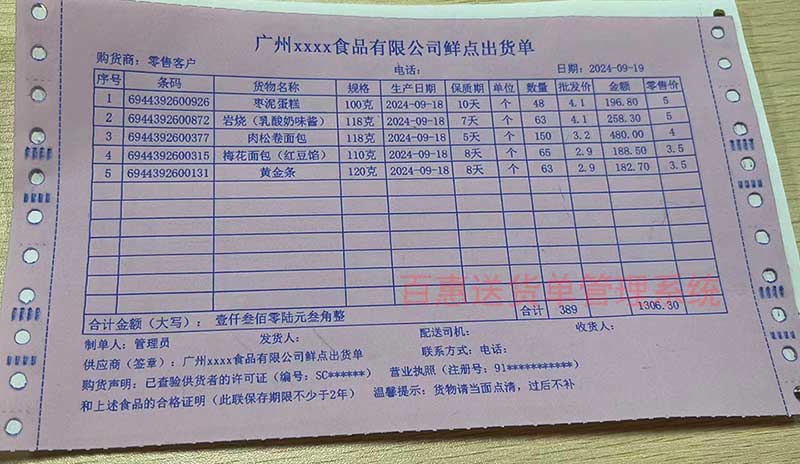 广州xxxx食品有限公司鲜点出货单
购货商：零售客户 电话： 日期：2024-09-19
序号 条码 货物名称 规格 生产日期 保质期 单位 数量 批发价 金额 零售价
1 6944392600926 枣泥蛋糕 100克 2024-09-18 10天 个 48 4.1 196.80 5
2 6944392600872 岩烧（乳酸奶味酱） 118克 2024-09-18 7天 个 63 4.1 258.30 5
3 6944392600377 肉松卷面包 118克 2024-09-18 5天 个 150 3.2 480.00 4
4 6944392600315 梅花面包（红豆馅） 110克 2024-09-18 8天 个 65 2.9 188.50 3.5
5 6944392600131 黄金条 120克 2024-09-18 8天 个 63 2.9 182.70 3.5
百惠送货单管理系统
合计金额（大写）： 壹仟叁佰零陆元叁角整 合计 389 1306.30
制单人：管理员 发货人： 配送司机： 收货人：
供应商（签章）：广州xxxx食品有限公司鲜点出货单 联系方式：电话：
购货声明：已查验供货者的许可证（编号：SC******） 营业执照（注册号：91***********）
和上述食品的合格证明（此联保存期限不少于2年） 温馨提示：货物请当面点清，过后不补